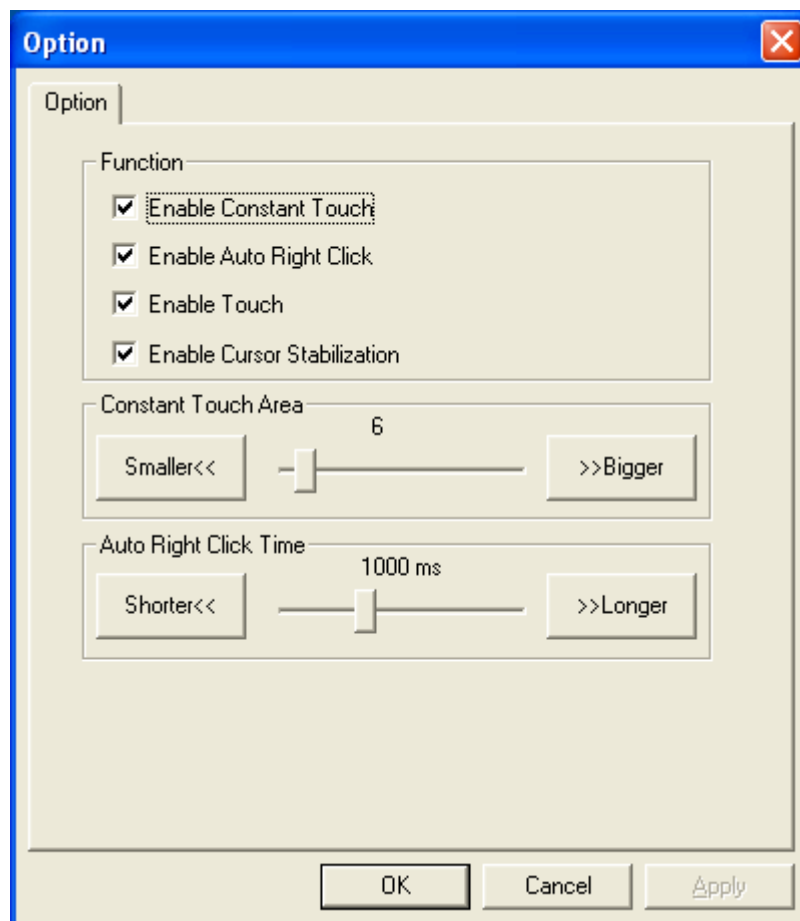 Option
Option
Function
Enable Constant Touch
Enable Auto Right Click
Enable Touch
Enable Cursor Stabilization
Constant Touch Area
6
Smaller<<
>>Bigger
Auto Right Click Time
1000 ms
Shorter<<
>>Longer
OK
Cancel
Apply